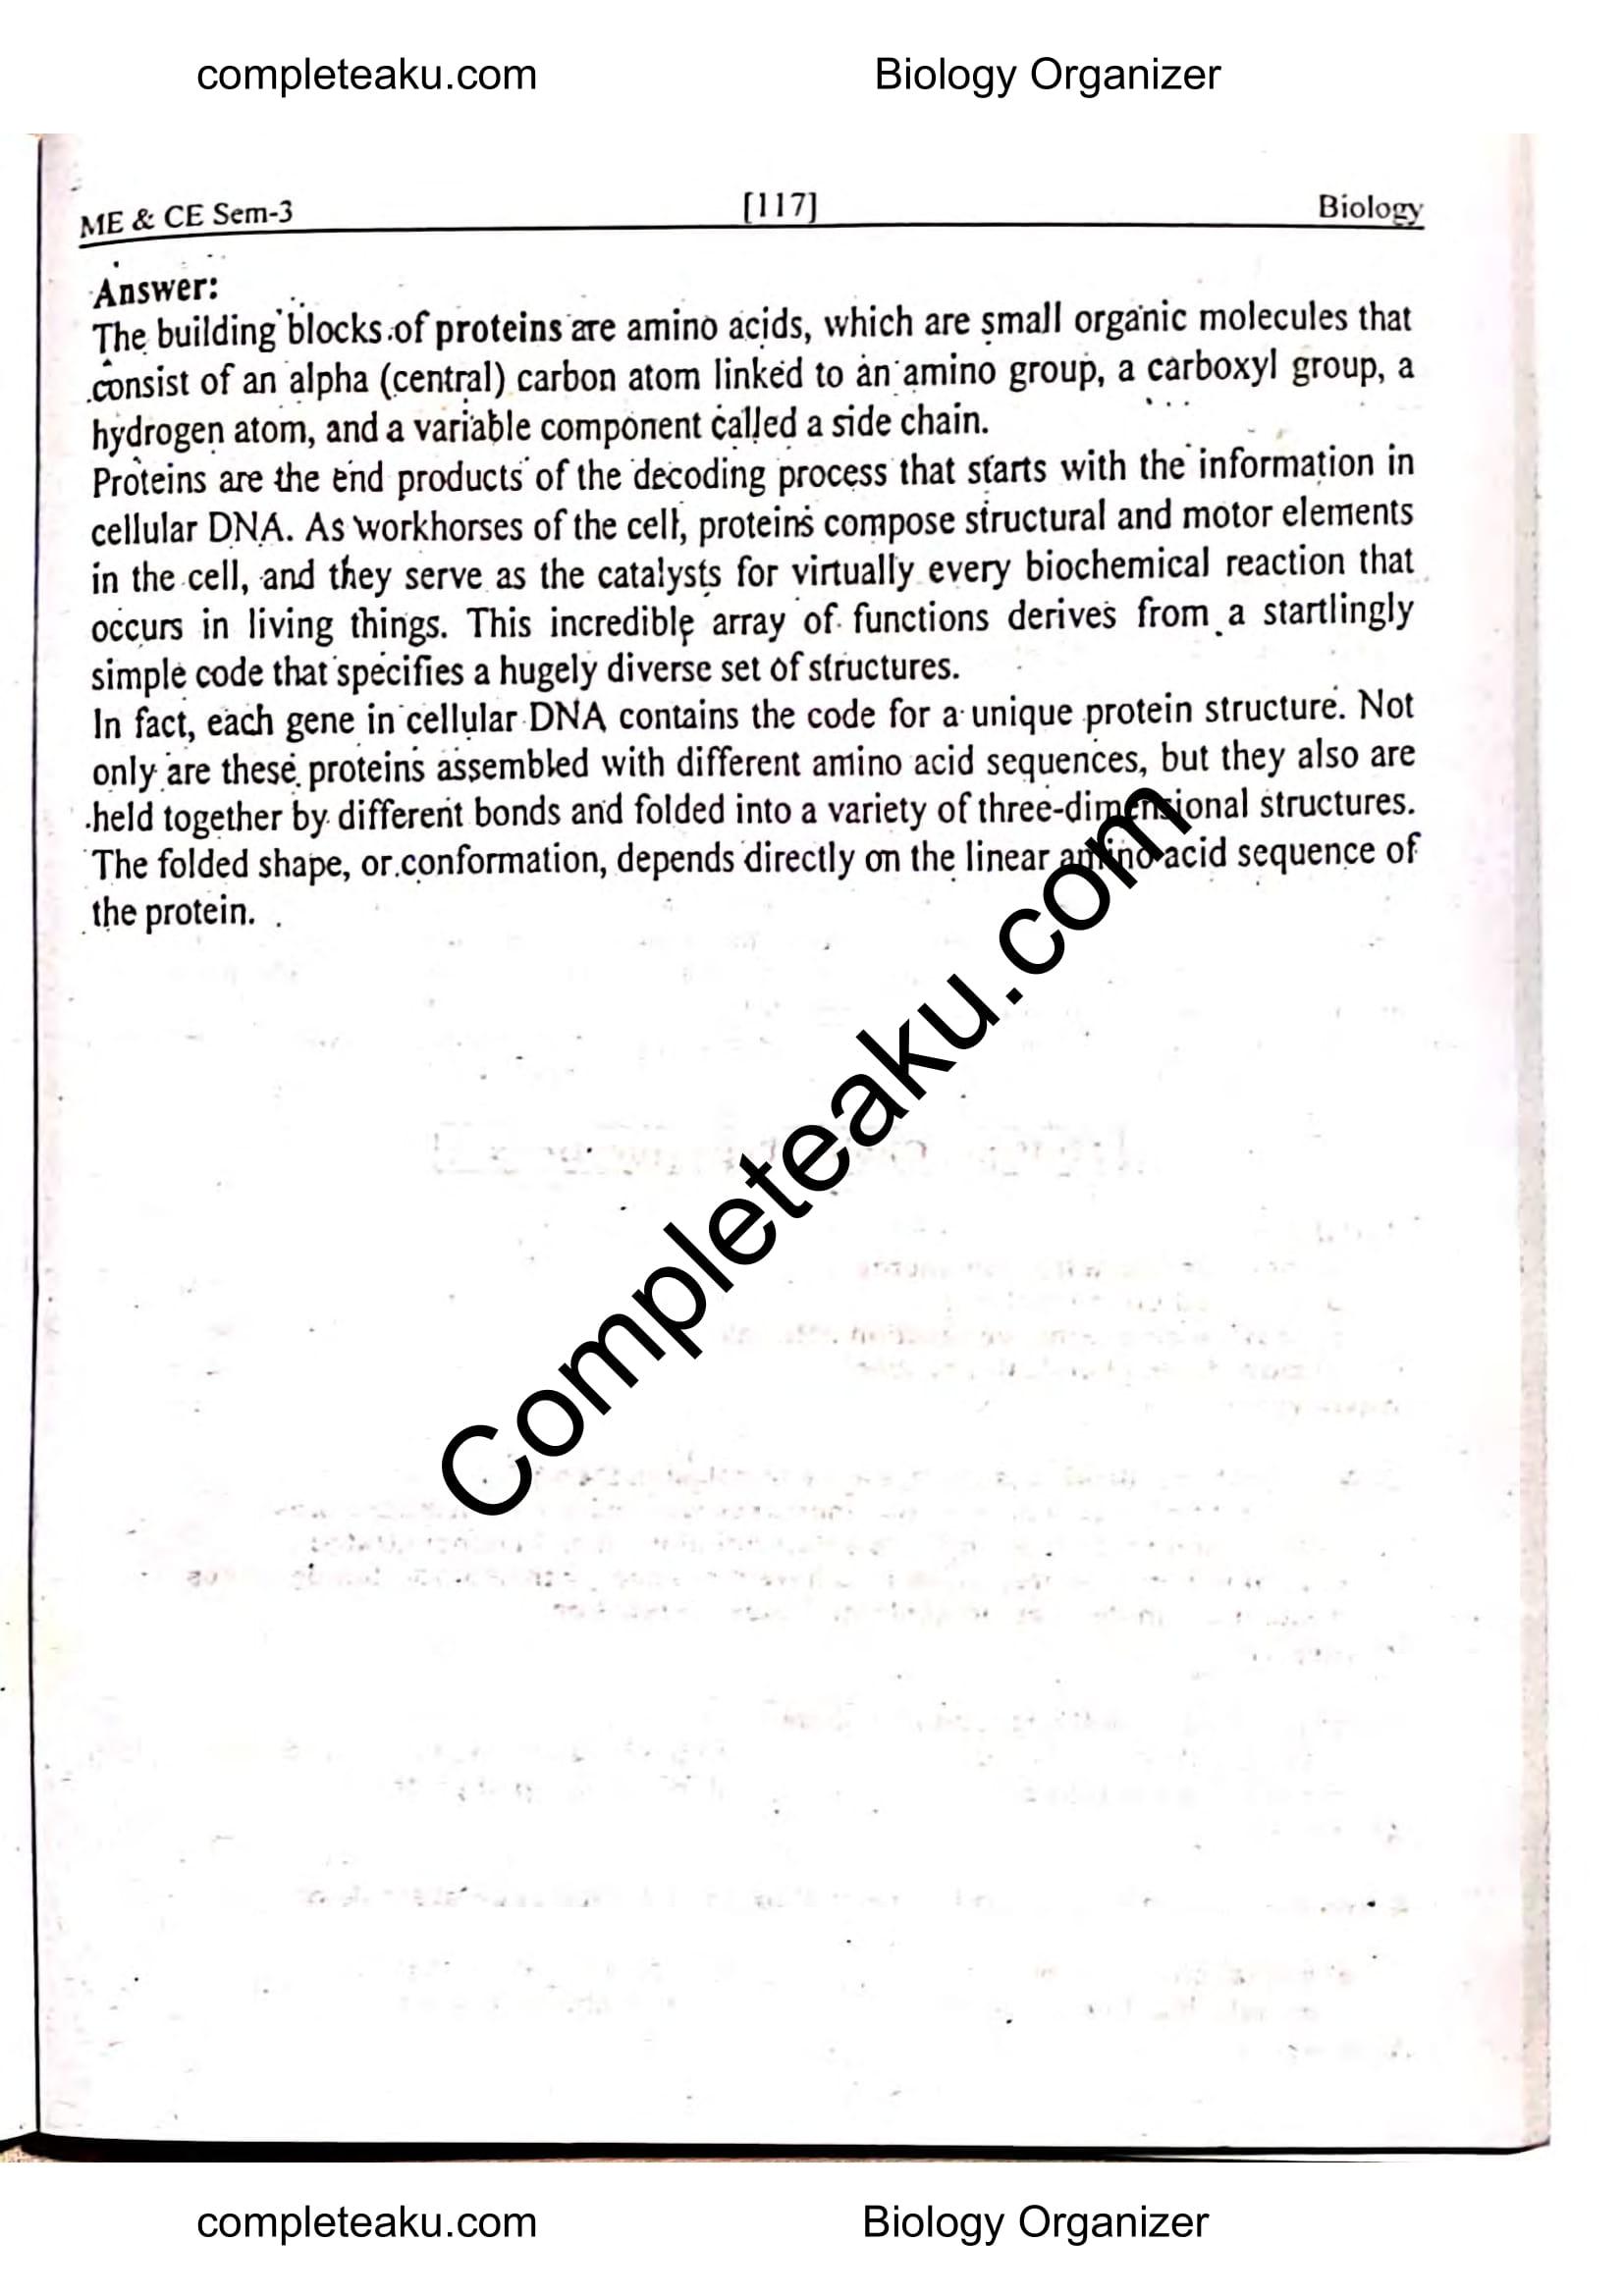 completeaku.com Biology Organizer
ME & CE Sem-3 [117] Biology
Answer:
The building blocks of proteins are amino acids, which are small organic molecules that
consist of an alpha (central) carbon atom linked to an amino group, a carboxyl group, a
hydrogen atom, and a variable component called a side chain.
Proteins are the end products of the decoding process that starts with the information in
cellular DNA. As workhorses of the cell, proteins compose structural and motor elements
in the cell, and they serve as the catalysts for virtually every biochemical reaction that
occurs in living things. This incredible array of functions derives from a startlingly
simple code that specifies a hugely diverse set of structures.
In fact, each gene in cellular DNA contains the code for a unique protein structure. Not
only are these proteins assembled with different amino acid sequences, but they also are
held together by different bonds and folded into a variety of three-dimensional structures.
The folded shape, or conformation, depends directly on the linear amino acid sequence of
the protein.
Completeaku.com
completeaku.com Biology Organizer